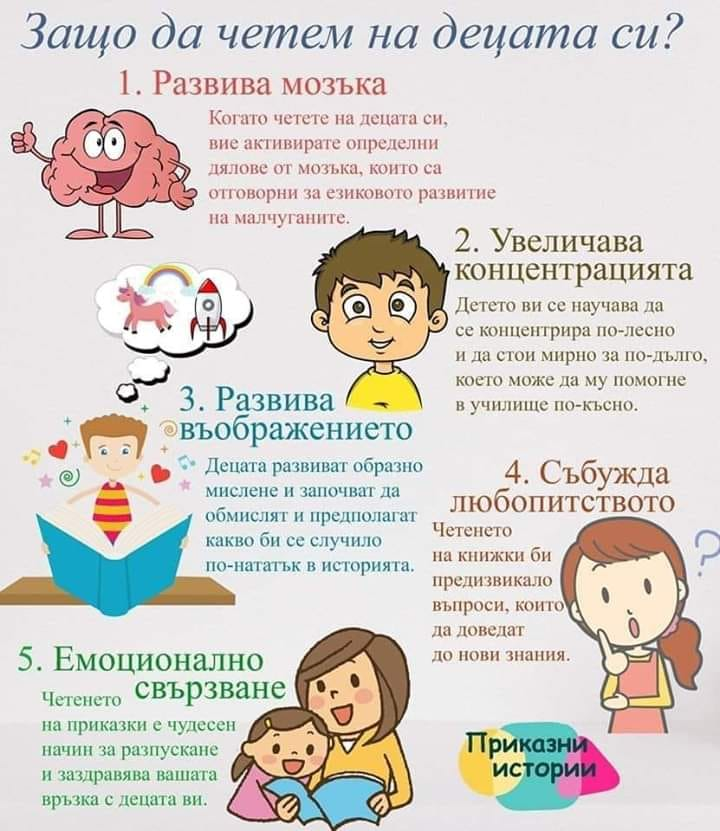 Защо да четем на децата си?
1. Развива мозъка
Когато четете на децата си,
вие активирате определни
дялове от мозъка, които са
отговорни за езиковото развитие
на малчуганите.
2. Увеличава
концентрацията
Детето ви се научава да
се концентрира по-лесно
и да стои мирно за по-дълго,
което може да му помогне
в училище по-късно.
3. Развива
въображението
Децата развиват образно
мислене и започват да
обмислят и предполагат
какво би се случило
по-нататък в историята.
4. Събужда
любопитството
Четенето
на книжки би
предизвикало
въпроси, които
да доведат
до нови знания.
5. Емоционално
свързване
Четенето
на приказки е чудесен
начин за разпускане
и заздравява вашата
връзка с децата ви.
Приказни
истории